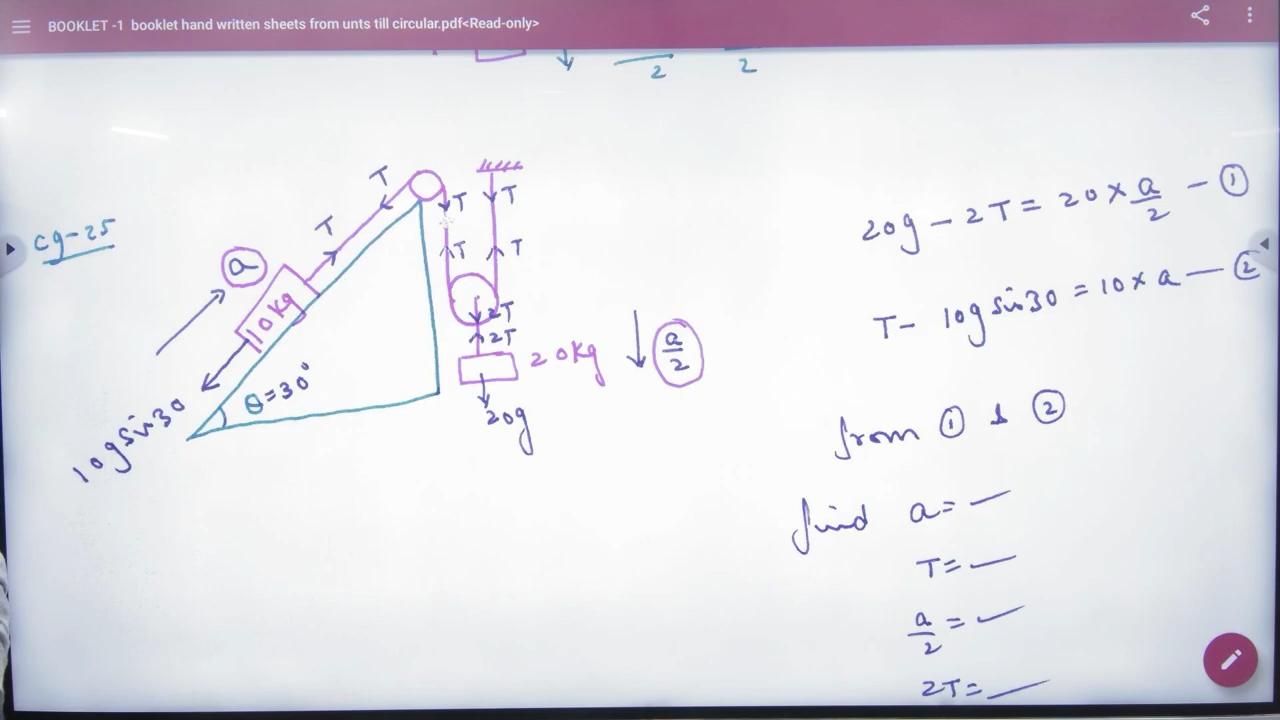 BOOKLET -1 booklet hand written sheets from unts till circular.pdf<Read-only>
2 2
cg-25
a
10kg
T
T
T
T
T
T
2T
2T
20kg
a/2
20g
10g sin30
θ=30°
20g - 2T = 20 × a/2 - ①
T - 10g sin30 = 10 × a - ②
from ① & ②
find a = —
T = —
a/2 = —
2T = —